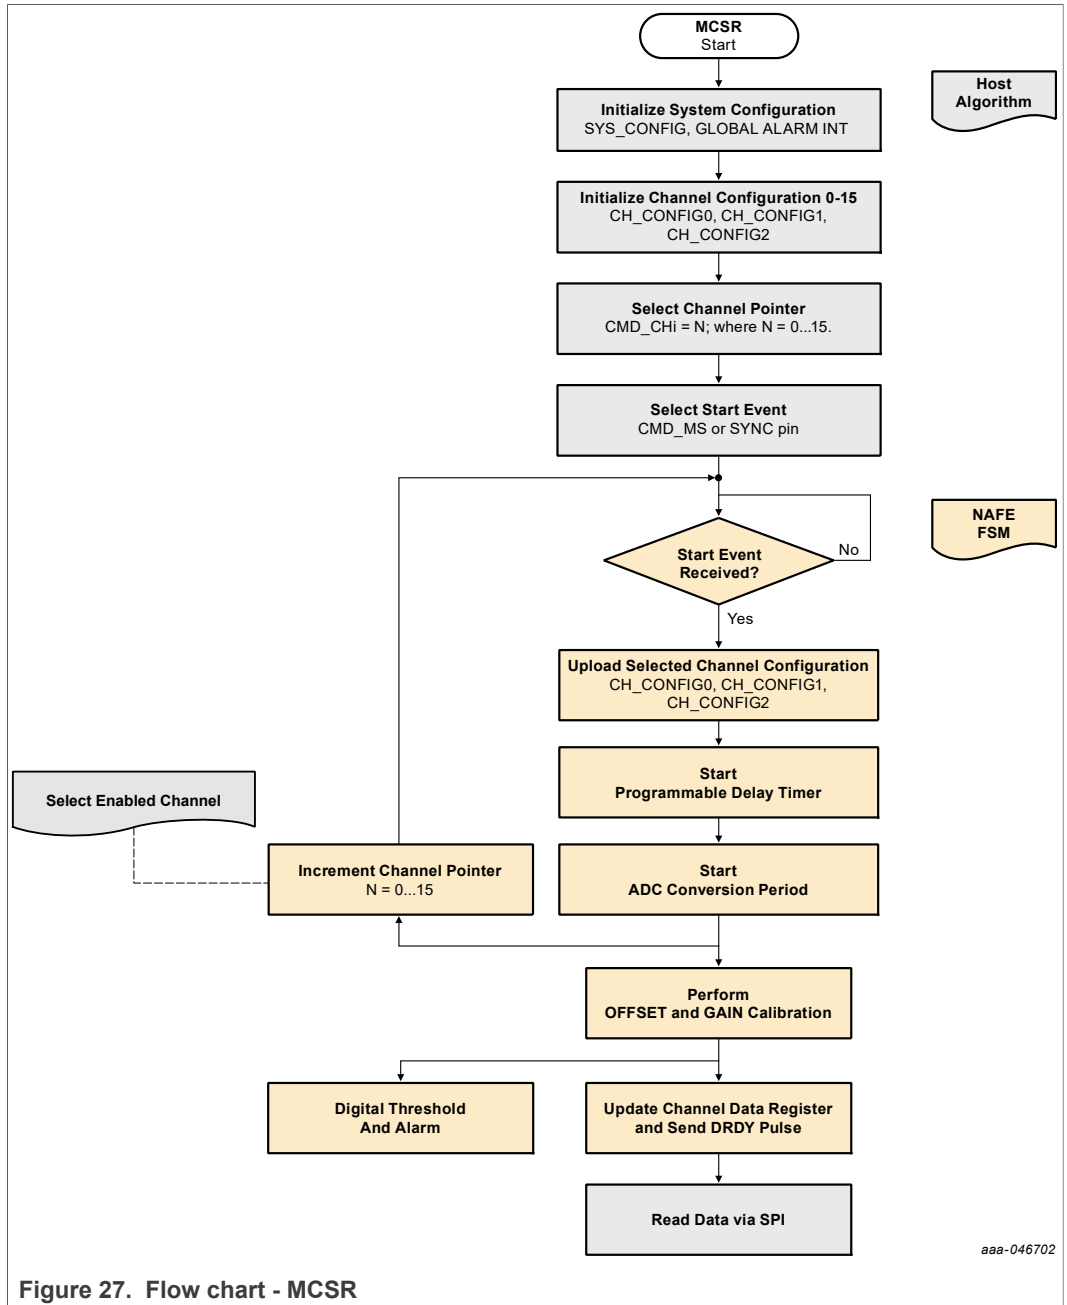 MCSR
Start
Host
Algorithm
Initialize System Configuration
SYS_CONFIG, GLOBAL ALARM INT
Initialize Channel Configuration 0-15
CH_CONFIG0, CH_CONFIG1,
CH_CONFIG2
Select Channel Pointer
CMD_CHi = N; where N = 0...15.
Select Start Event
CMD_MS or SYNC pin
NAFE
FSM
Start Event
Received?
No
Yes
Upload Selected Channel Configuration
CH_CONFIG0, CH_CONFIG1,
CH_CONFIG2
Start
Programmable Delay Timer
Select Enabled Channel
Increment Channel Pointer
N = 0...15
Start
ADC Conversion Period
Perform
OFFSET and GAIN Calibration
Digital Threshold
And Alarm
Update Channel Data Register
and Send DRDY Pulse
Read Data via SPI
aaa-046702
Figure 27. Flow chart - MCSR